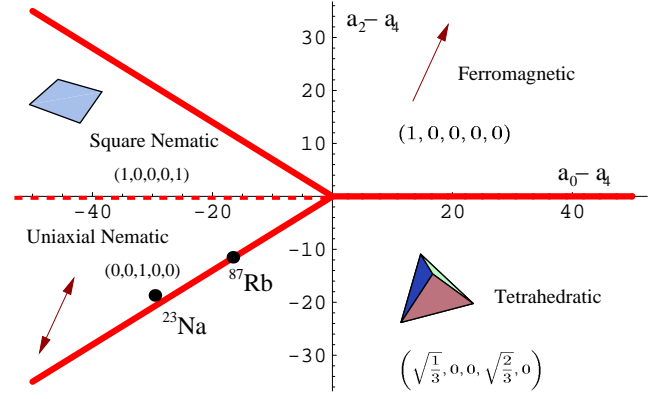 30
20
10
-10
-20
-30
-40
-20
20
40
a₂– a₄
a₀– a₄
Ferromagnetic
(1, 0, 0, 0, 0)
Square Nematic
(1,0,0,0,1)
Uniaxial Nematic
(0,0,1,0,0)
⁸⁷Rb
²³Na
Tetrahedratic
(√1/3, 0, 0, √2/3, 0)